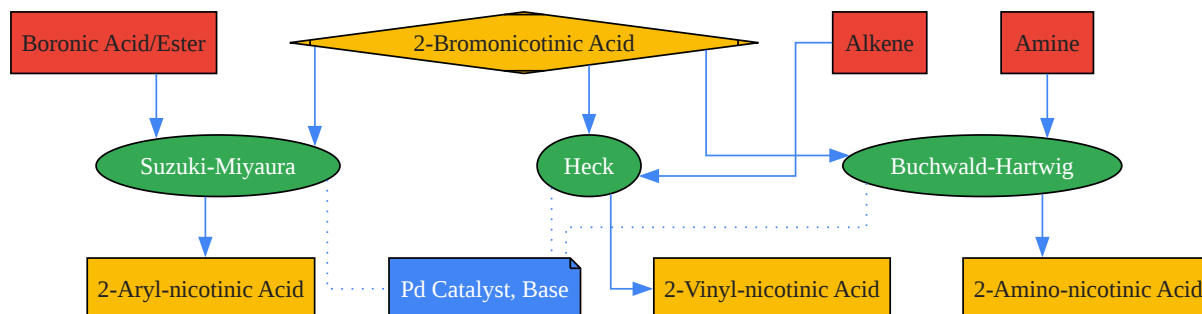 Boronic Acid/Ester
2-Bromonicotinic Acid
Alkene
Amine
Suzuki-Miyaura
Heck
Buchwald-Hartwig
2-Aryl-nicotinic Acid
Pd Catalyst, Base
2-Vinyl-nicotinic Acid
2-Amino-nicotinic Acid